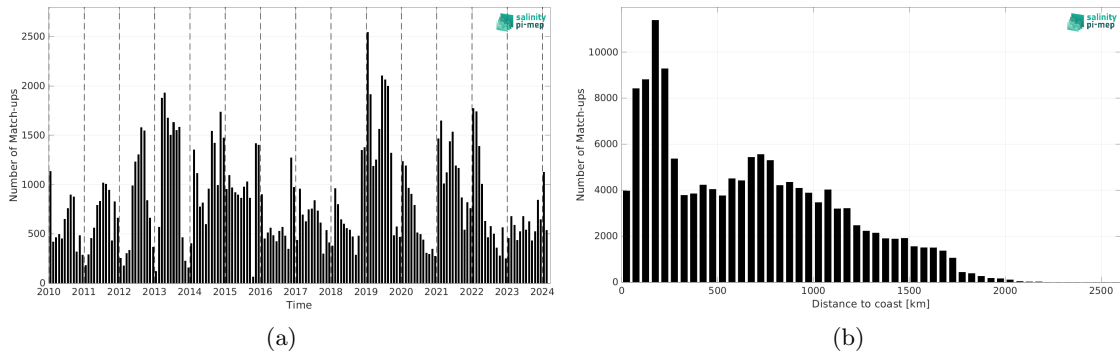 salinity
pi-mep
Number of Match-ups
2500
2000
1500
1000
500
0
2010 2011 2012 2013 2014 2015 2016 2017 2018 2019 2020 2021 2022 2023 2024
Time
(a)
salinity
pi-mep
Number of Match-ups
10000
8000
6000
4000
2000
0
0 500 1000 1500 2000 2500
Distance to coast [km]
(b)